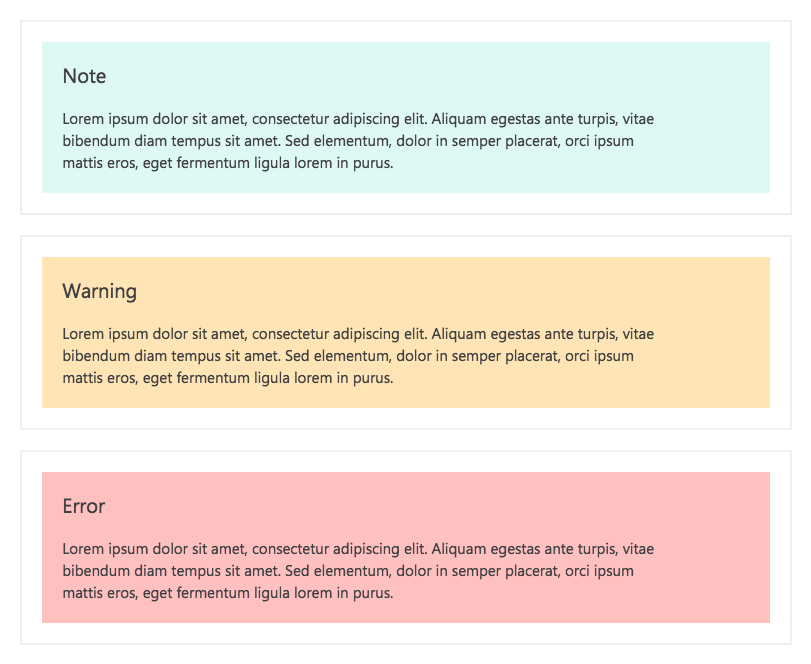 Note
Lorem ipsum dolor sit amet, consectetur adipiscing elit. Aliquam egestas ante turpis, vitae
bibendum diam tempus sit amet. Sed elementum, dolor in semper placerat, orci ipsum
mattis eros, eget fermentum ligula lorem in purus.
Warning
Lorem ipsum dolor sit amet, consectetur adipiscing elit. Aliquam egestas ante turpis, vitae
bibendum diam tempus sit amet. Sed elementum, dolor in semper placerat, orci ipsum
mattis eros, eget fermentum ligula lorem in purus.
Error
Lorem ipsum dolor sit amet, consectetur adipiscing elit. Aliquam egestas ante turpis, vitae
bibendum diam tempus sit amet. Sed elementum, dolor in semper placerat, orci ipsum
mattis eros, eget fermentum ligula lorem in purus.